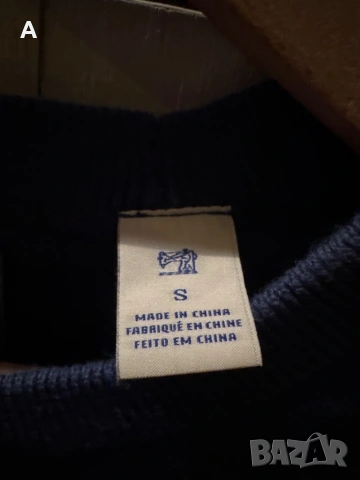 A
S
MADE IN CHINA
FABRIQUÉ EN CHINE
FEITO EM CHINA
BAZAR